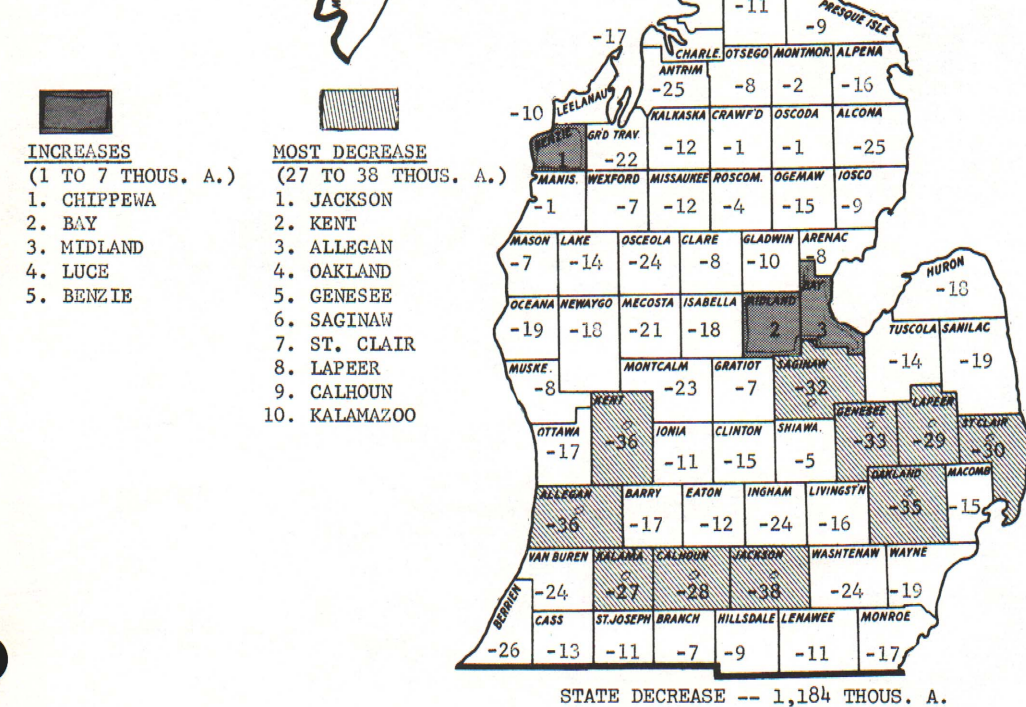 INCREASES
(1 TO 7 THOUS. A.)
1. CHIPPEWA
2. BAY
3. MIDLAND
4. LUCE
5. BENZIE
MOST DECREASE
(27 TO 38 THOUS. A.)
1. JACKSON
2. KENT
3. ALLEGAN
4. OAKLAND
5. GENESEE
6. SAGINAW
7. ST. CLAIR
8. LAPEER
9. CALHOUN
10. KALAMAZOO
-11
PRESQUE ISLE
-9
-17
CHARLE. OTSEGO MONTMOR. ALPENA
ANTRIM
-25 -8 -2 -16
-10 LEELANAU
KALKASKA CRAWF'D OSCODA ALCONA
BENZIE GR'D TRAV.
1 -22 -12 -1 -1 -25
MANIS. WEXFORD MISSAUKEE ROSCOM. OGEMAW IOSCO
-1 -7 -12 -4 -15 -9
MASON LAKE OSCEOLA CLARE GLADWIN ARENAC
-7 -14 -24 -8 -10 -8
HURON
-18
OCEANA NEWAYGO MECOSTA ISABELLA MIDLAND BAY
-19 -18 -21 -18 2 3
TUSCOLA SANILAC
-14 -19
MUSKE. MONTCALM GRATIOT SAGINAW
-8 -23 -7 -32
KENT GENESEE LAPEER ST CLAIR
OTTAWA IONIA CLINTON SHIAWA.
-17 -36 -11 -15 -5 -33 -29 -30
ALLEGAN BARRY EATON INGHAM LIVINGST'N OAKLAND MACOMB
-36 -17 -12 -24 -16 -35 -15
VAN BUREN KALAMA CALHOUN JACKSON WASHTENAW WAYNE
-24 -27 -28 -38 -24 -19
BERRIEN CASS ST.JOSEPH BRANCH HILLSDALE LENAWEE MONROE
-26 -13 -11 -7 -9 -11 -17
STATE DECREASE -- 1,184 THOUS. A.